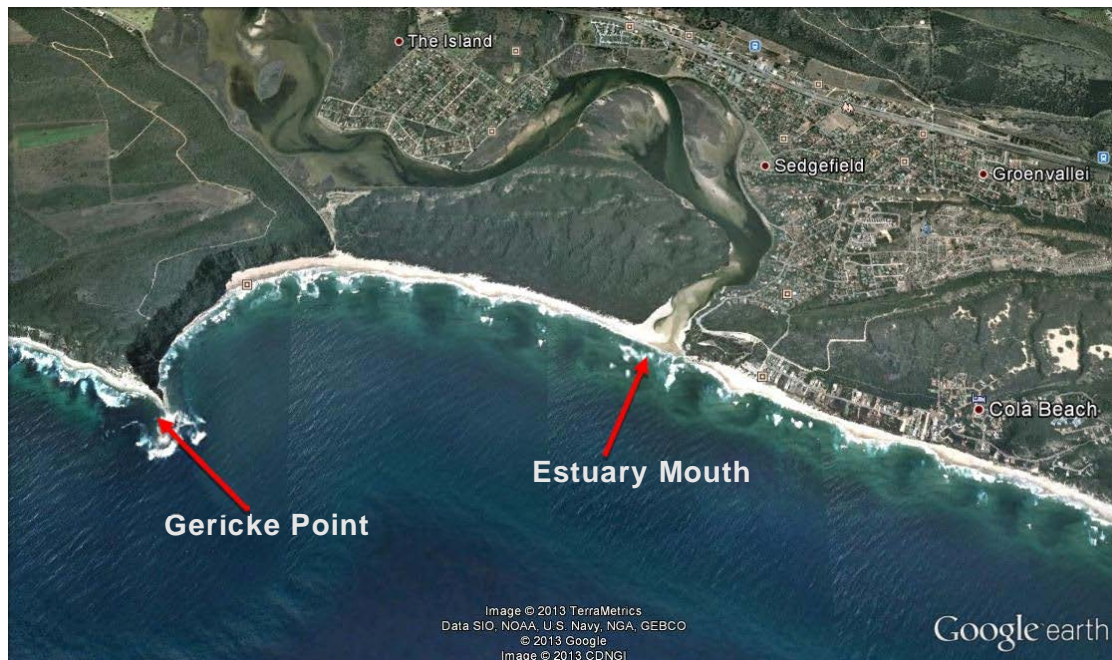 The Island
Sedgefield
Groenvallei
Cola Beach
Estuary Mouth
Gericke Point
Image © 2013 TerraMetrics
Data SIO, NOAA, U.S. Navy, NGA, GEBCO
© 2013 Google
Image © 2013 CDNGI
Google earth